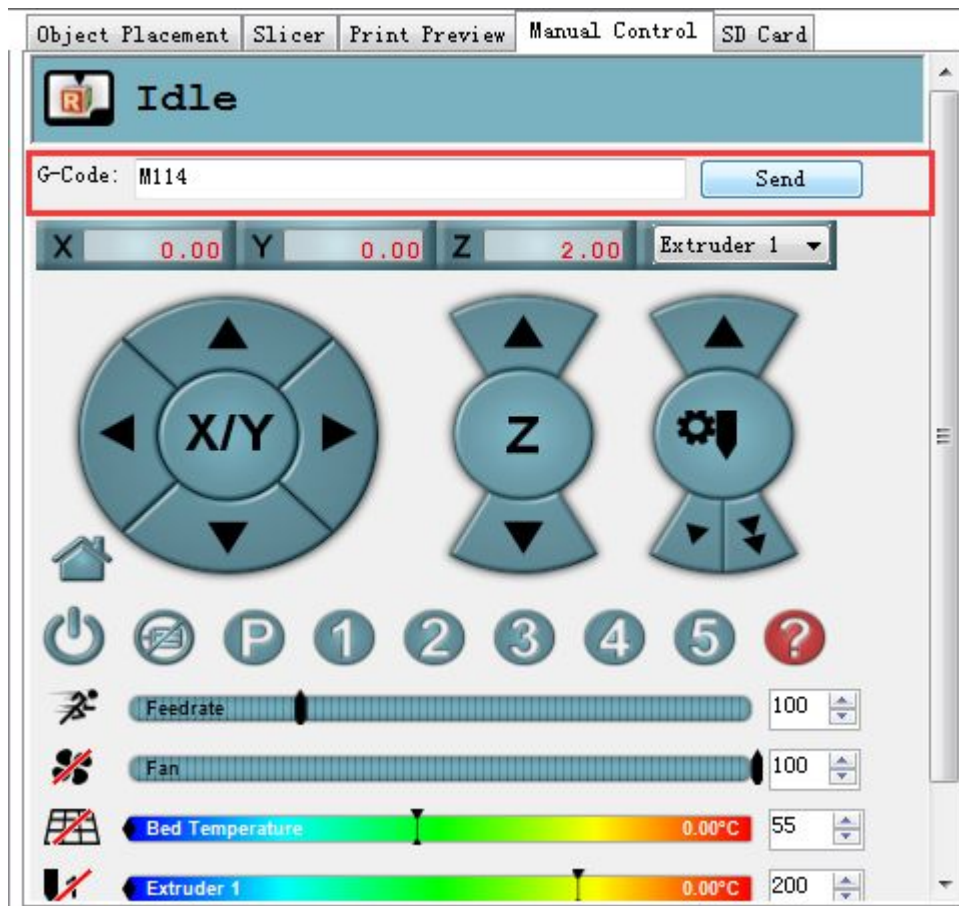 Object Placement Slicer Print Preview Manual Control SD Card
R Idle
G-Code: M114 Send
X 0.00 Y 0.00 Z 2.00 Extruder 1
X/Y Z
P 1 2 3 4 5 ?
Feedrate 100
Fan 100
Bed Temperature 0.00°C 55
1 Extruder 1 0.00°C 200